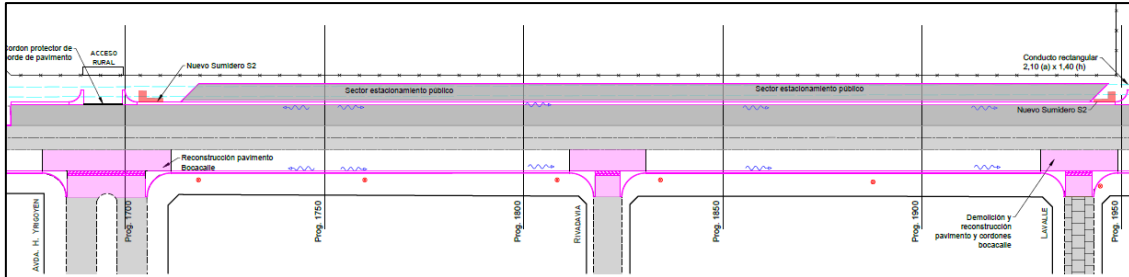 Cordon protector de
borde de pavimento
ACCESO
RURAL
Nuevo Sumidero S2
Sector estacionamiento público
Sector estacionamiento público
Conducto rectangular
2,10 (a) x 1,40 (h)
Nuevo Sumidero S2
Reconstrucción pavimento
Bocacalle
Demolición y
reconstrucción
pavimento y cordones
bocacalle
AVDA. H. YRIGOYEN
Prog. 1700
Prog. 1750
Prog. 1800
RIVADAVIA
Prog. 1850
Prog. 1900
LAVALLE
Prog. 1950